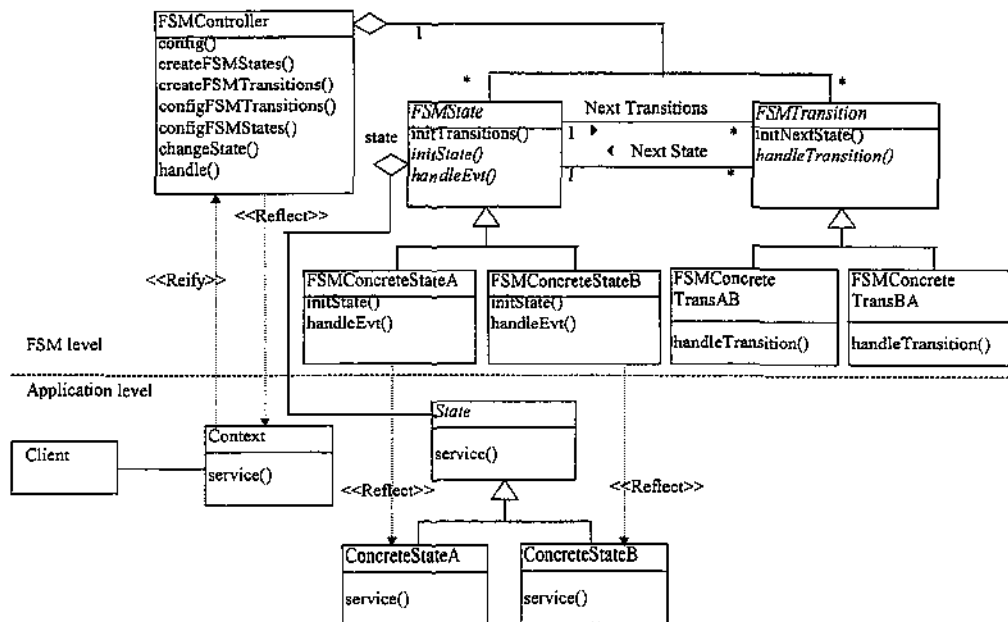 FSMController
config()
createFSMStates()
createFSMTransitions()
configFSMTransitions()
configFSMStates()
changeState()
handle()
1
*
*
FSMState
initTransitions()
initState()
handleEvt()
Next Transitions
1
*
Next State
1
*
FSMTransition
initNextState()
handleTransition()
state
<<Reflect>>
<<Reify>>
FSMConcreteStateA
initState()
handleEvt()
FSMConcreteStateB
initState()
handleEvt()
FSMConcrete
TransAB
handleTransition()
FSMConcrete
TransBA
handleTransition()
FSM level
Application level
Client
Context
service()
State
service()
<<Reflect>>
<<Reflect>>
ConcreteStateA
service()
ConcreteStateB
service()